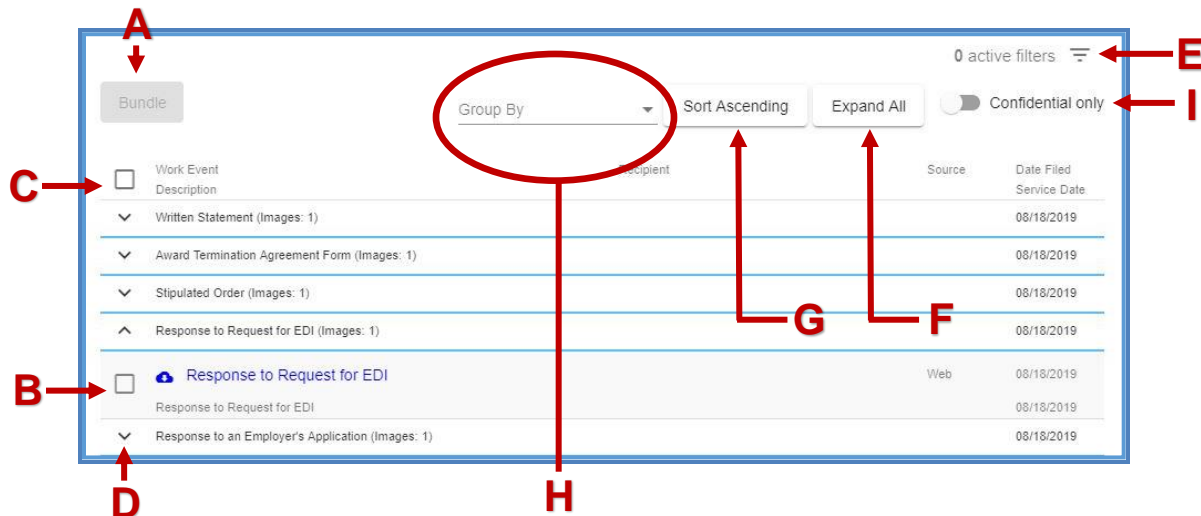 A
0 active filters
E
Bundle
Group By
Sort Ascending
Expand All
Confidential only
I
C
Work Event
Description
Recipient
Source
Date Filed
Service Date
Written Statement (Images: 1)
08/18/2019
Award Termination Agreement Form (Images: 1)
08/18/2019
Stipulated Order (Images: 1)
08/18/2019
G
F
Response to Request for EDI (Images: 1)
08/18/2019
B
Response to Request for EDI
Web
08/18/2019
Response to Request for EDI
08/18/2019
Response to an Employer's Application (Images: 1)
08/18/2019
D
H